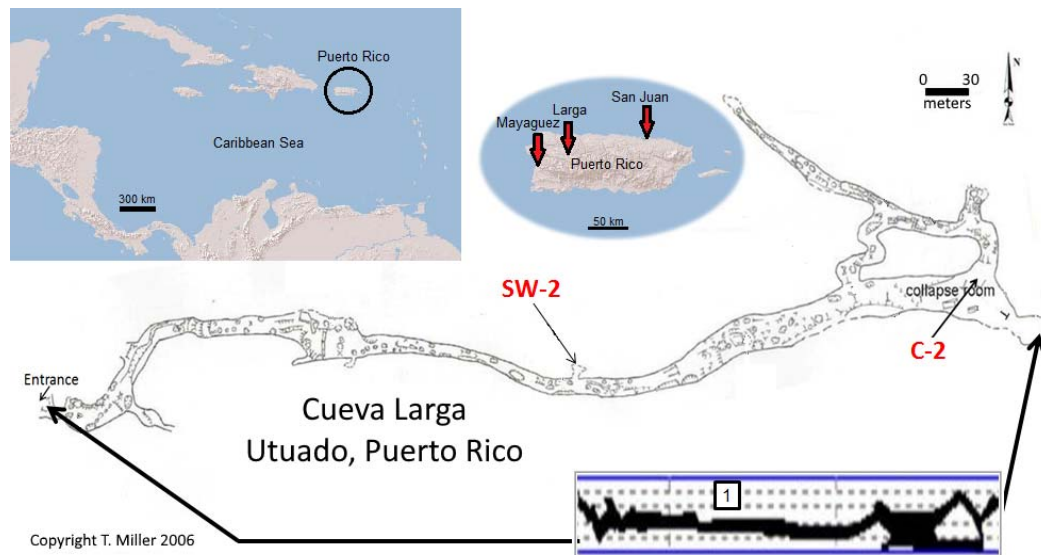 Puerto Rico
Caribbean Sea
300 km
San Juan
Larga
Mayaguez
Puerto Rico
50 km
0 30
meters
N
SW-2
collapse room
C-2
Entrance
Cueva Larga
Utuado, Puerto Rico
1
Copyright T. Miller 2006